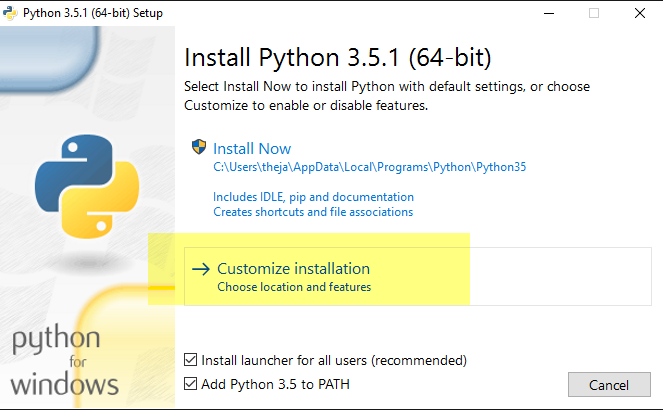 Python 3.5.1 (64-bit) Setup
Install Python 3.5.1 (64-bit)
Select Install Now to install Python with default settings, or choose
Customize to enable or disable features.
Install Now
C:\Users\theja\AppData\Local\Programs\Python\Python35
Includes IDLE, pip and documentation
Creates shortcuts and file associations
Customize installation
Choose location and features
python
for
windows
Install launcher for all users (recommended)
Add Python 3.5 to PATH
Cancel